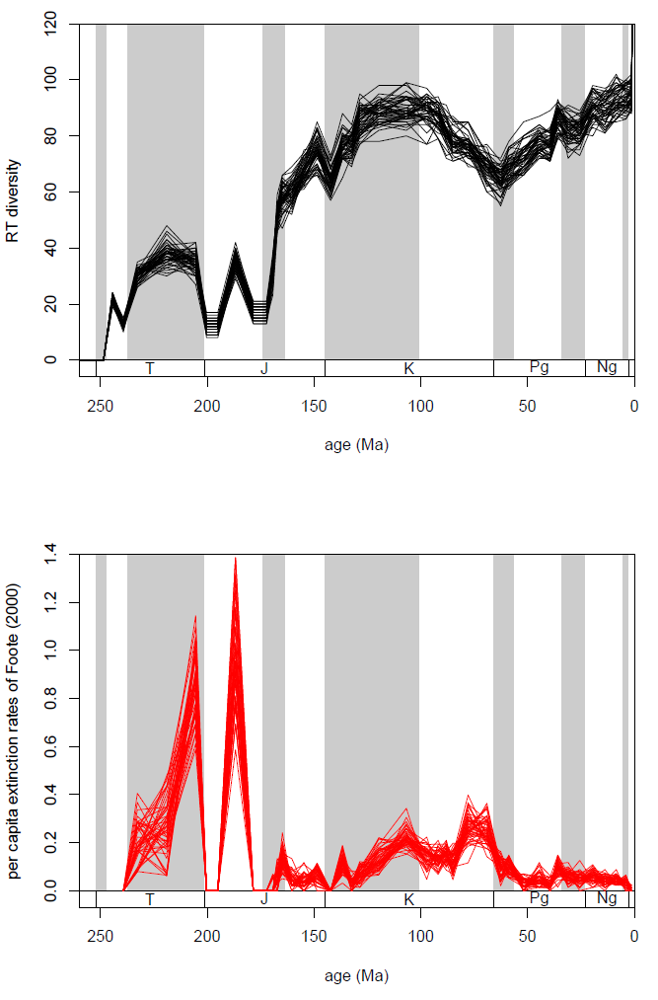 RT diversity
120
100
80
60
40
20
0
T J K Pg Ng
250 200 150 100 50 0
age (Ma)
per capita extinction rates of Foote (2000)
1.4
1.2
1.0
0.8
0.6
0.4
0.2
0.0
T J K Pg Ng
250 200 150 100 50 0
age (Ma)